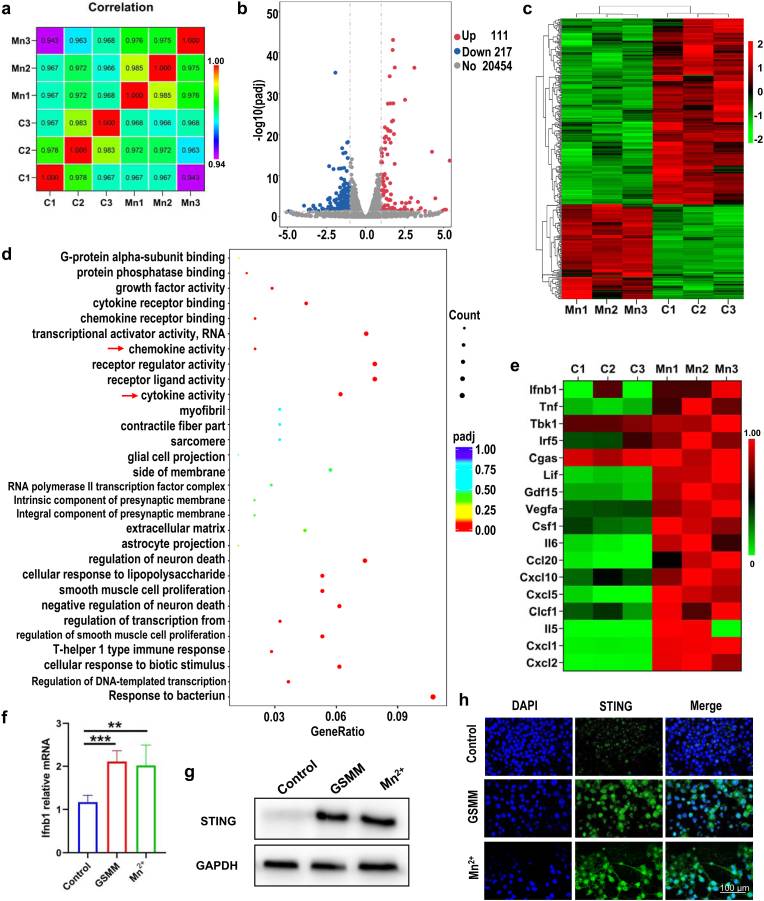 a
Correlation
Mn3 0.943 0.963 0.968 0.976 0.975 1.000
Mn2 0.967 0.972 0.966 0.985 1.000 0.975
Mn1 0.967 0.972 0.968 1.000 0.985 0.976
C3 0.967 0.983 1.000 0.968 0.966 0.968
C2 0.978 1.000 0.983 0.972 0.972 0.963
C1 1.000 0.978 0.967 0.967 0.967 0.943
C1 C2 C3 Mn1 Mn2 Mn3
1.00
0.94
b
50
40
30
20
10
0
-log10(padj)
-5.0 -2.5 0.0 2.5 5.0
log2FoldChange
Up 111
Down 217
No 20454
c
2
1
0
-1
-2
Mn1 Mn2 Mn3 C1 C2 C3
d
G-protein alpha-subunit binding
protein phosphatase binding
growth factor activity
cytokine receptor binding
chemokine receptor binding
transcriptional activator activity, RNA
chemokine activity
receptor regulator activity
receptor ligand activity
cytokine activity
myofibril
contractile fiber part
sarcomere
glial cell projection
side of membrane
RNA polymerase II transcription factor complex
Intrinsic component of presynaptic membrane
Integral component of presynaptic membrane
extracellular matrix
astrocyte projection
regulation of neuron death
cellular response to lipopolysaccharide
smooth muscle cell proliferation
negative regulation of neuron death
regulation of transcription from
regulation of smooth muscle cell proliferation
T-helper 1 type immune response
cellular response to biotic stimulus
Regulation of DNA-templated transcription
Response to bacteriun
0.03 0.06 0.09
GeneRatio
Count
padj
1.00
0.75
0.50
0.25
0.00
e
C1 C2 C3 Mn1 Mn2 Mn3
Ifnb1
Tnf
Tbk1
Irf5
Cgas
Lif
Gdf15
Vegfa
Csf1
Il6
Ccl20
Cxcl10
Cxcl5
Clcf1
Il5
Cxcl1
Cxcl2
1.00
0
f
Ifnb1 relative mRNA
3
2
1
0
**
***
Control GSMM Mn2+
g
Control GSMM Mn2+
STING
GAPDH
h
DAPI STING Merge
Control
GSMM
Mn2+
100 μm